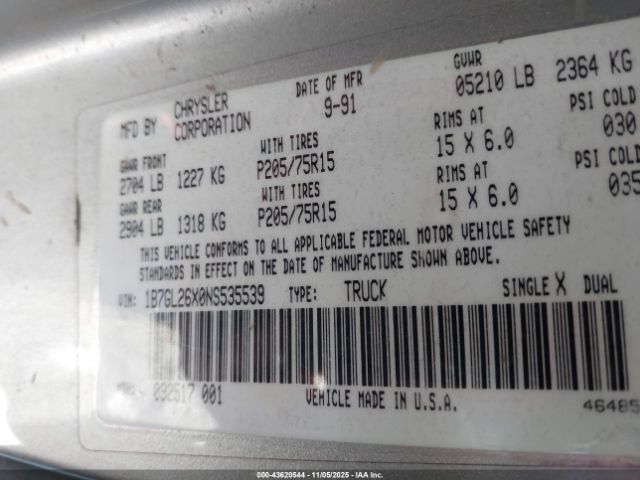 MFD BY CHRYSLER CORPORATION DATE OF MFR 9-91 GVWR 05210 LB 2364 KG
GAWR FRONT 2704 LB 1227 KG WITH TIRES P205/75R15 RIMS AT 15 X 6.0 PSI COLD 030
GAWR REAR 2904 LB 1318 KG WITH TIRES P205/75R15 RIMS AT 15 X 6.0 PSI COLD 035
THIS VEHICLE CONFORMS TO ALL APPLICABLE FEDERAL MOTOR VEHICLE SAFETY
STANDARDS IN EFFECT ON THE DATE OF MANUFACTURE SHOWN ABOVE.
VIN: 1B7GL26X0NS535539 TYPE: TRUCK SINGLE X DUAL
092517 001 VEHICLE MADE IN U.S.A. 46485
000-43620544 - 11/05/2025 - IAAI.COM